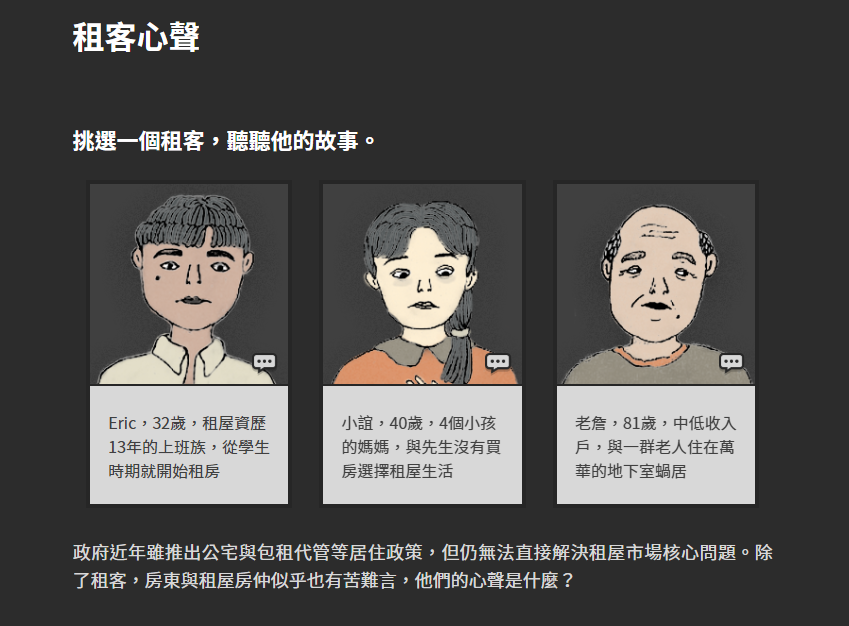 租客心聲
挑選一個租客，聽聽他的故事。
Eric，32歲，租屋資歷
13年的上班族，從學生
時期就開始租房
小誼，40歲，4個小孩
的媽媽，與先生沒有買
房選擇租屋生活
老詹，81歲，中低收入
戶，與一群老人住在萬
華的地下室蝸居
政府近年雖推出公宅與包租代管等居住政策，但仍無法直接解決租屋市場核心問題。除
了租客，房東與租屋房仲似乎也有苦難言，他們的心聲是什麼？